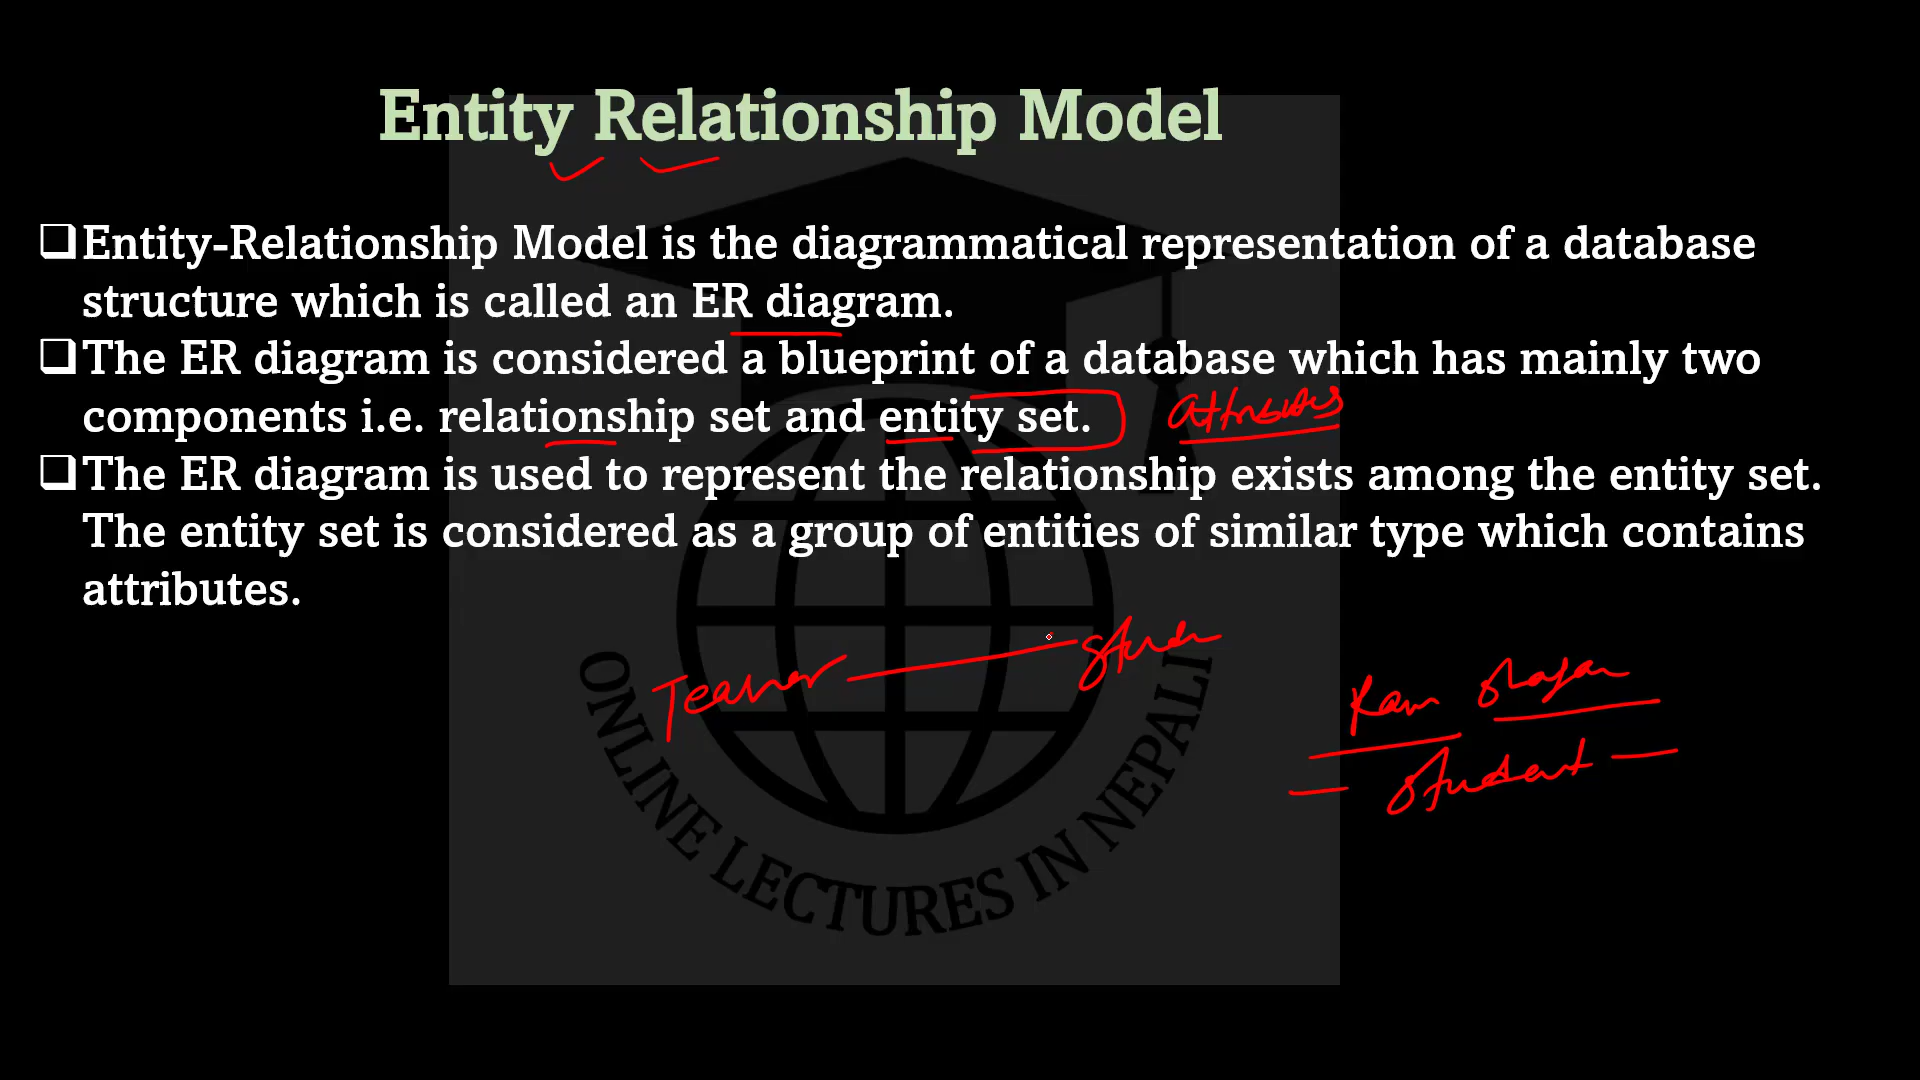 Entity Relationship Model
❑Entity-Relationship Model is the diagrammatical representation of a database
structure which is called an ER diagram.
❑The ER diagram is considered a blueprint of a database which has mainly two
components i.e. relationship set and entity set.
attributes
❑The ER diagram is used to represent the relationship exists among the entity set.
The entity set is considered as a group of entities of similar type which contains
attributes.
Teacher
Ram
Student
ONLINE LECTURES IN NEPALI